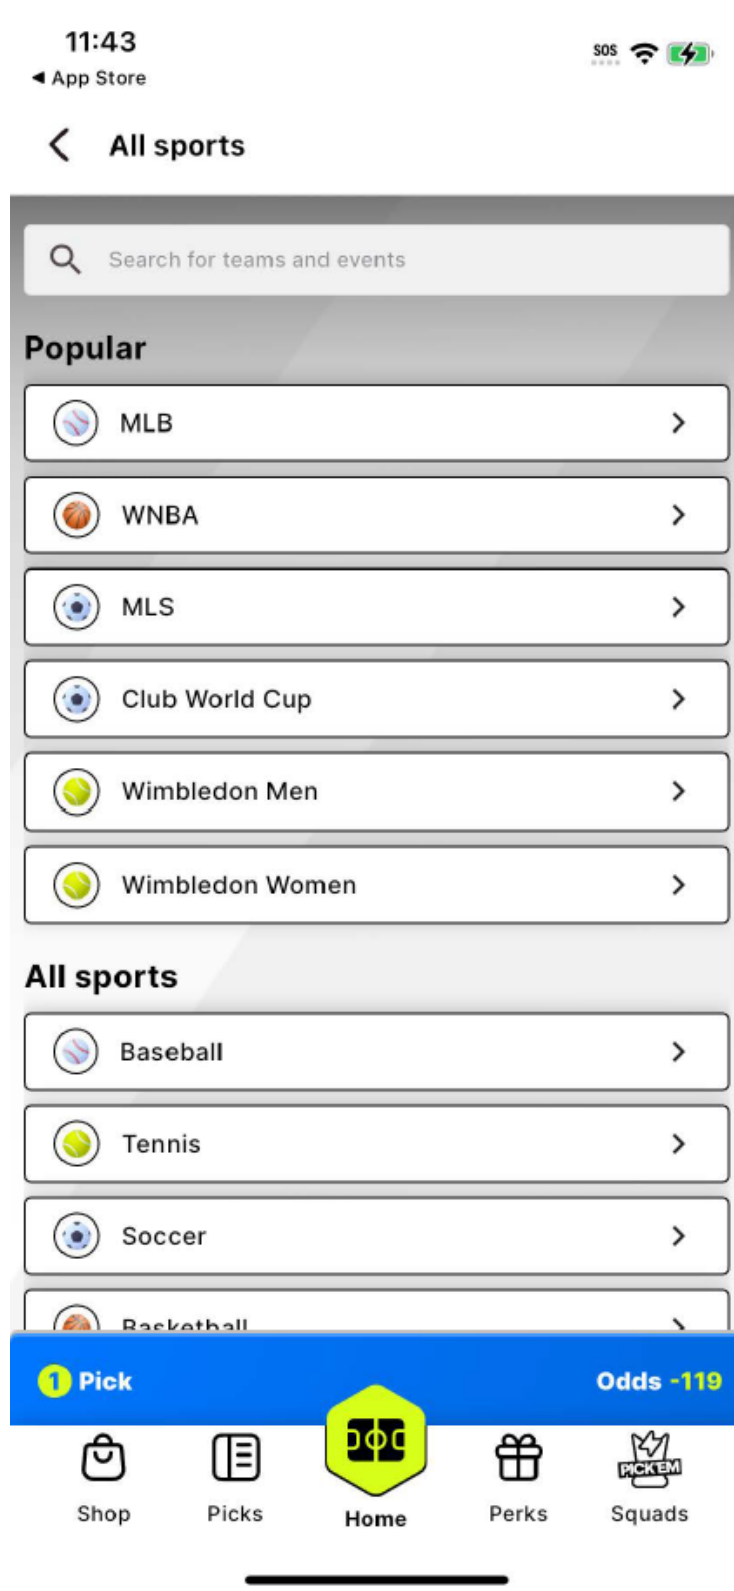 11:43
SOS
◀ App Store
All sports
Search for teams and events
Popular
MLB
WNBA
MLS
Club World Cup
Wimbledon Men
Wimbledon Women
All sports
Baseball
Tennis
Soccer
Basketball
1 Pick
Odds -119
PICK'EM
Shop
Picks
Home
Perks
Squads